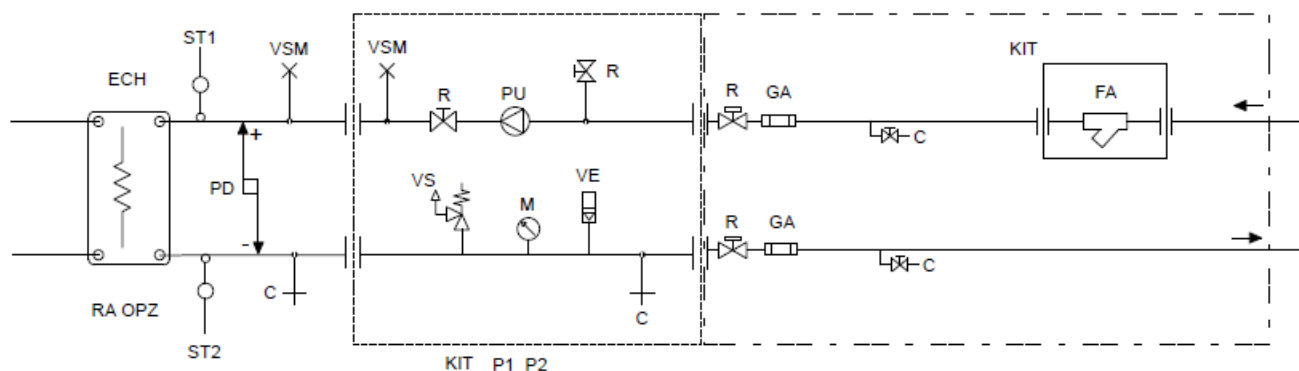 ST1
VSM
VSM
KIT
ECH
R
R
PU
R
GA
FA
+
C
PD
VS
M
VE
R
GA
-
C
C
C
RA OPZ
ST2
KIT P1 P2